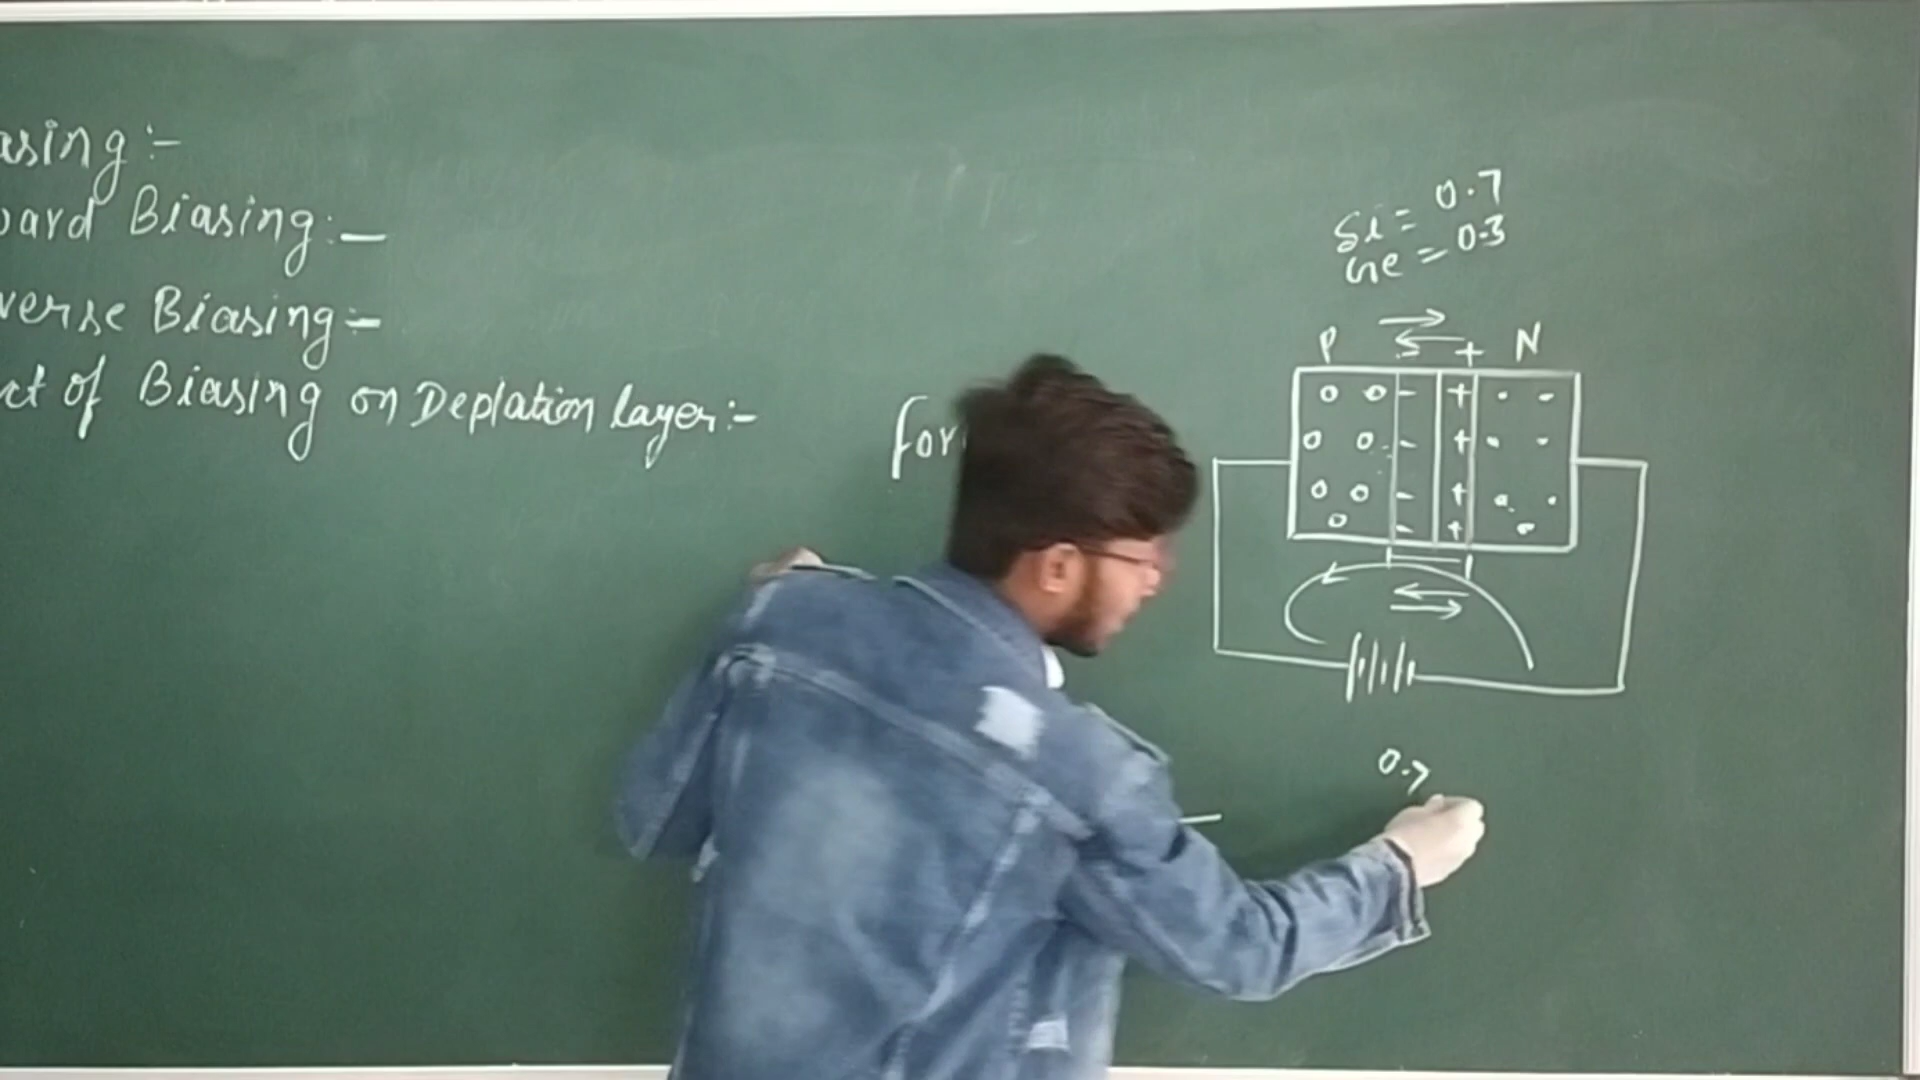 asing:-
ward Biasing:-
verse Biasing:-
ct of Biasing on Deplation layer:-
for
Si = 0.7
Ge = 0.3
P N
- +
- +
- +
- +
0.7